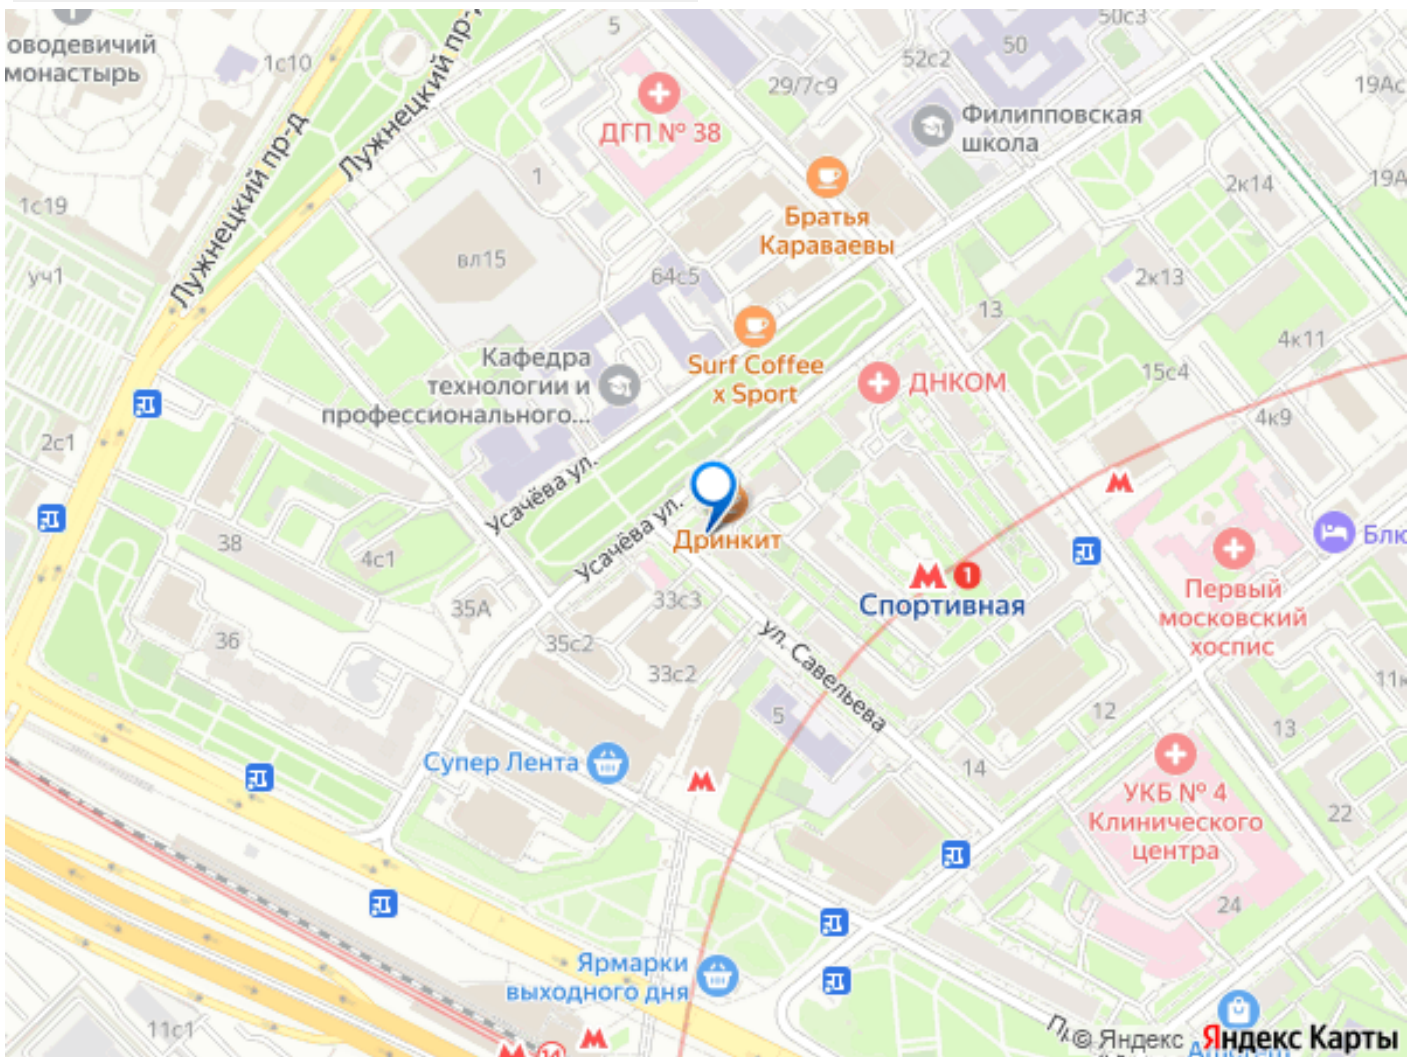 оводевичий
монастырь
1с10
Лужнецкий пр-д
Лужнецкий пр-д
5
ДГП № 38
29/7с9
52с2
50
50с3
Филипповская
школа
19Ас
19А
1с19
уч1
1
вл15
Братья
Караваевы
64с5
2к14
2к13
13
4к11
15с4
4к9
Surf Coffee
x Sport
ДНКОМ
Кафедра
технологии и
профессионального...
2с1
Усачёва ул.
Усачёва ул.
Дринкит
38
4с1
35А
33с3
35с2
33с2
36
ул. Савельева
Спортивная
1
Первый
московский
хоспис
Блю
11к
5
12
13
14
Супер Лента
УКБ № 4
Клинического
центра
22
24
Ярмарки
выходного дня
11с1
14
© Яндекс Яндекс Карты